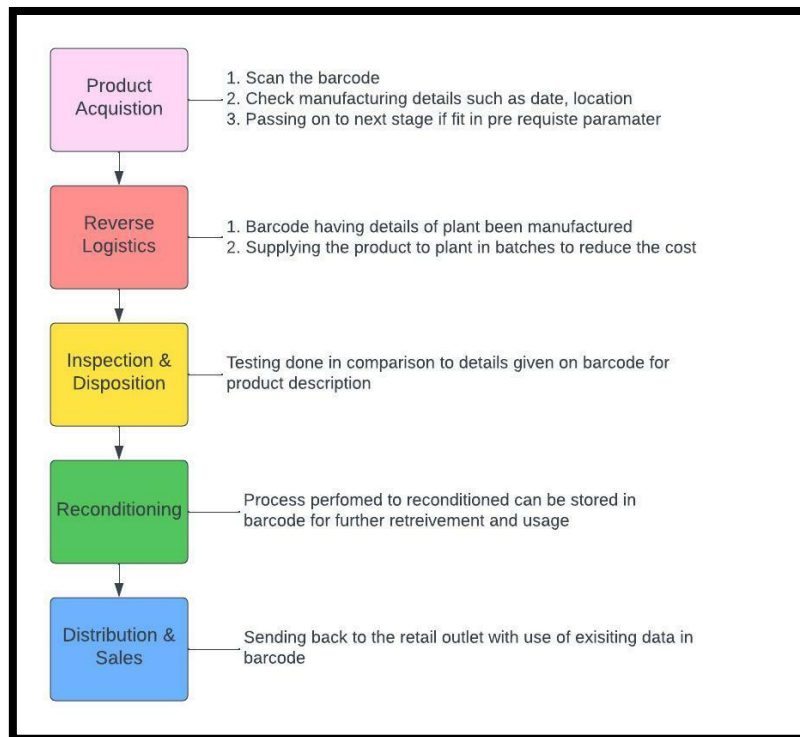 Product
Acquistion
1. Scan the barcode
2. Check manufacturing details such as date, location
3. Passing on to next stage if fit in pre requiste paramater
Reverse
Logistics
1. Barcode having details of plant been manufactured
2. Supplying the product to plant in batches to reduce the cost
Inspection &
Disposition
Testing done in comparison to details given on barcode for
product description
Reconditioning
Process perfomed to reconditioned can be stored in
barcode for further retreivement and usage
Distribution &
Sales
Sending back to the retail outlet with use of exisiting data in
barcode